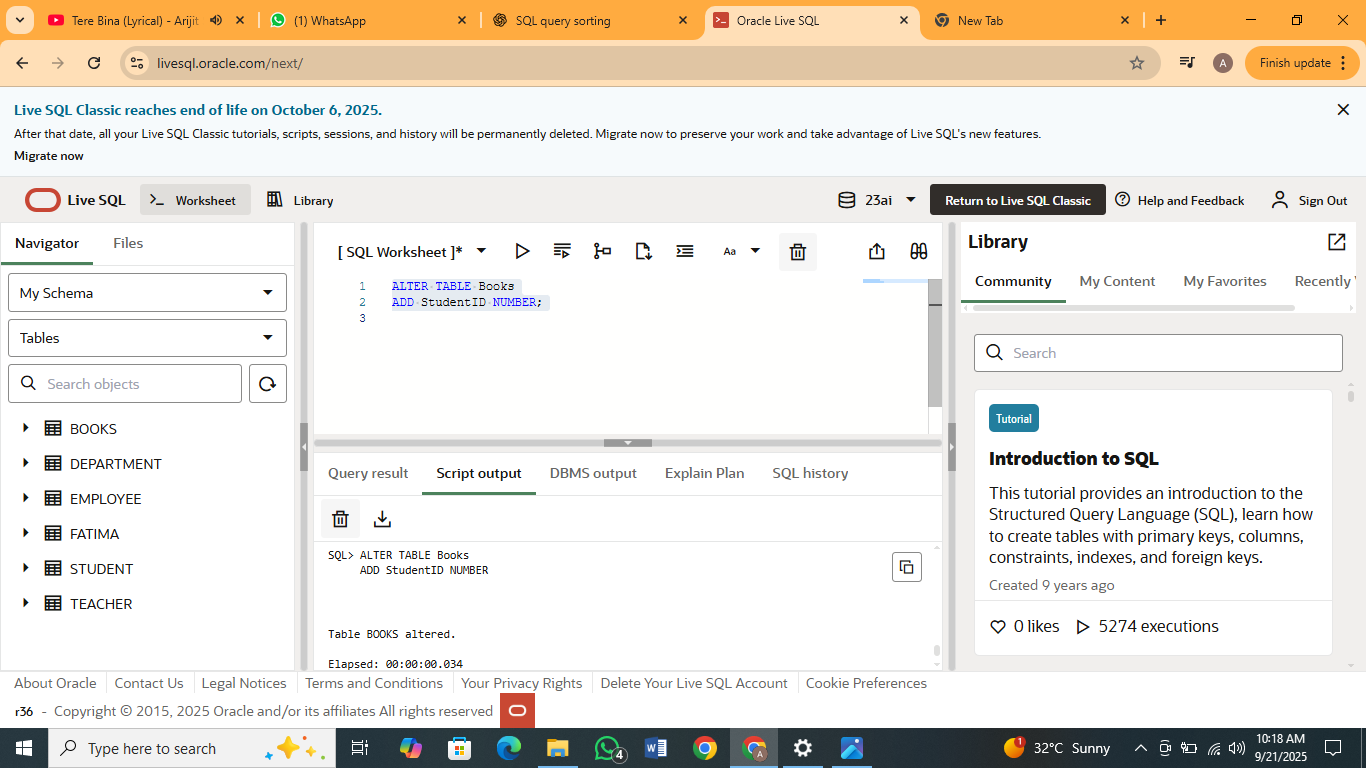 Tere Bina (Lyrical) - Arijit
(1) WhatsApp
SQL query sorting
Oracle Live SQL
New Tab
livesql.oracle.com/next/
A
Finish update
Live SQL Classic reaches end of life on October 6, 2025.
After that date, all your Live SQL Classic tutorials, scripts, sessions, and history will be permanently deleted. Migrate now to preserve your work and take advantage of Live SQL's new features.
Migrate now
Live SQL
Worksheet
Library
23ai
Return to Live SQL Classic
Help and Feedback
Sign Out
Navigator
Files
My Schema
Tables
Search objects
BOOKS
DEPARTMENT
EMPLOYEE
FATIMA
STUDENT
TEACHER
[ SQL Worksheet ]*
Aa
1 ALTER TABLE Books
2 ADD StudentID NUMBER;
3
Query result
Script output
DBMS output
Explain Plan
SQL history
SQL> ALTER TABLE Books
ADD StudentID NUMBER
Table BOOKS altered.
Elapsed: 00:00:00.034
Library
Community
My Content
My Favorites
Recently
Search
Tutorial
Introduction to SQL
This tutorial provides an introduction to the
Structured Query Language (SQL), learn how
to create tables with primary keys, columns,
constraints, indexes, and foreign keys.
Created 9 years ago
0 likes
5274 executions
About Oracle
Contact Us
Legal Notices
Terms and Conditions
Your Privacy Rights
Delete Your Live SQL Account
Cookie Preferences
r36 - Copyright © 2015, 2025 Oracle and/or its affiliates All rights reserved
Type here to search
4
W
A
1
32°C Sunny
10:18 AM
9/21/2025